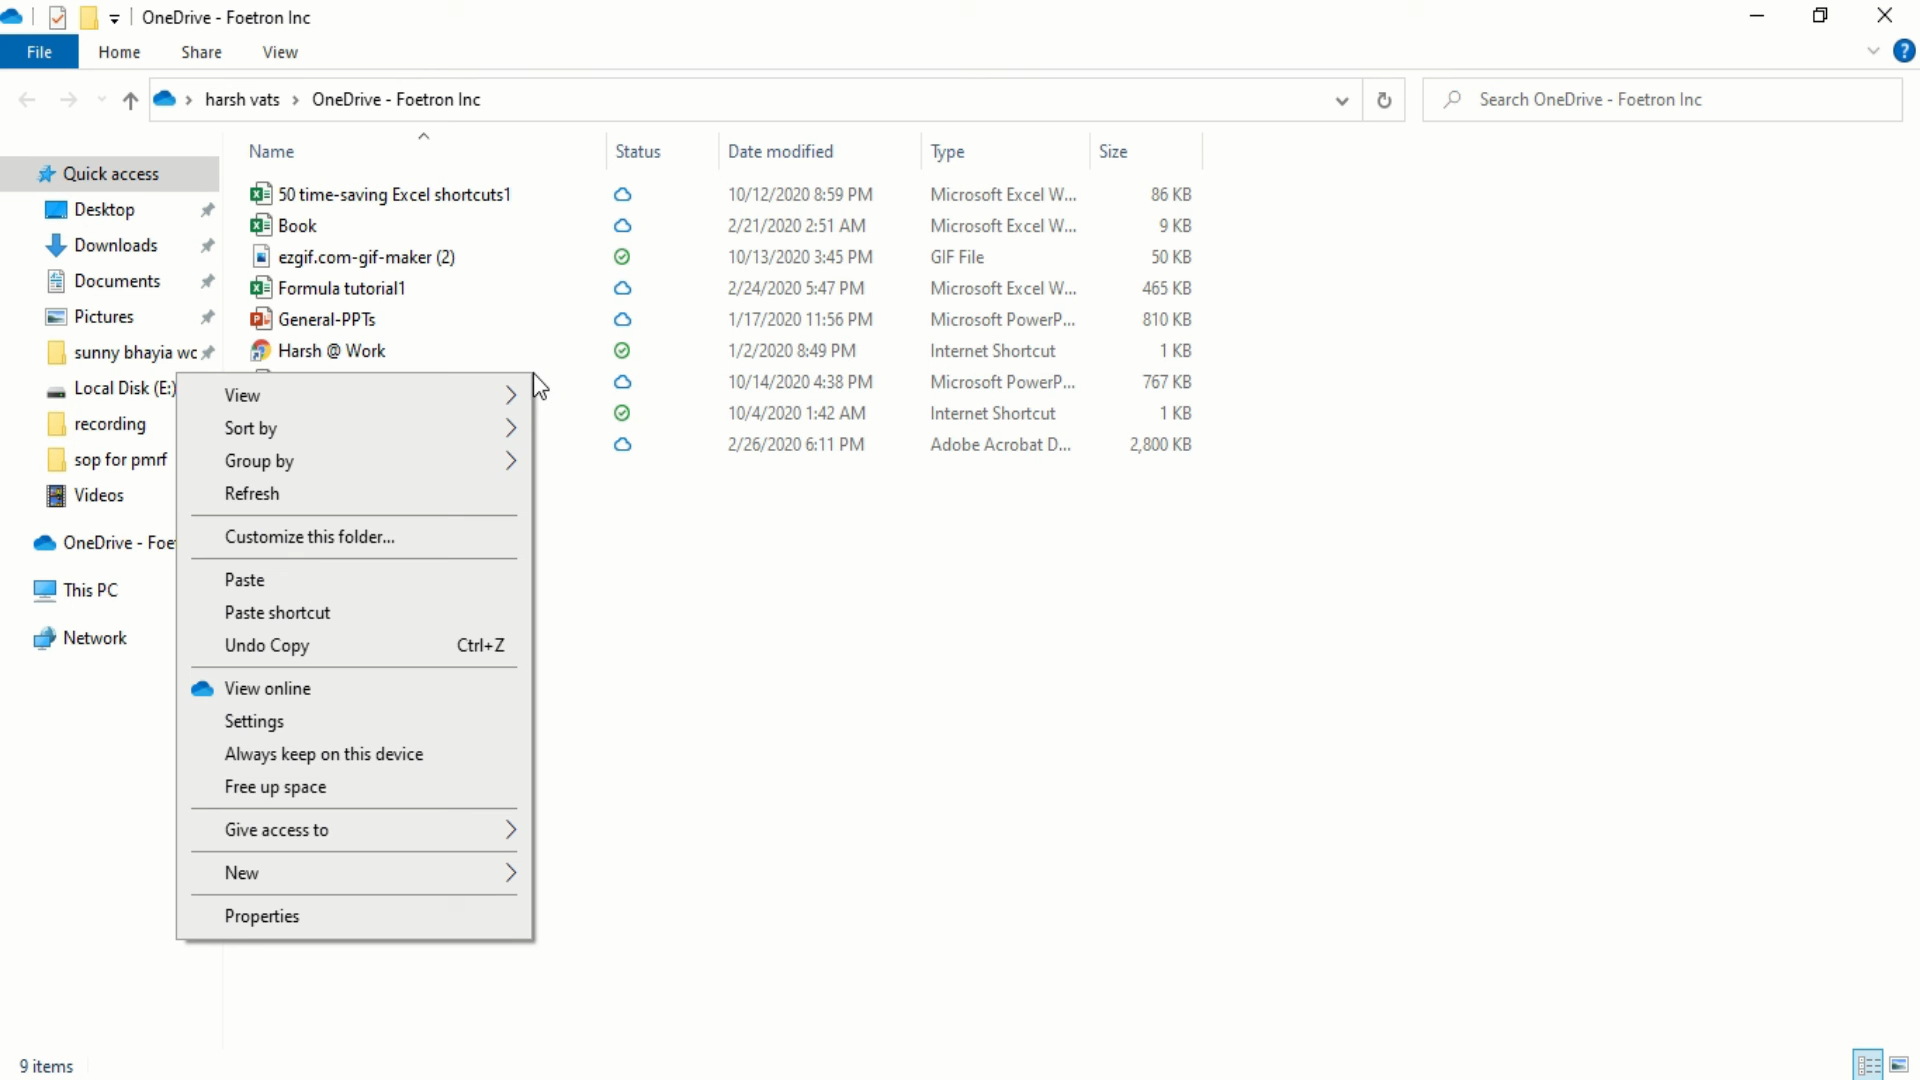 OneDrive - Foetron Inc
File Home Share View
harsh vats > OneDrive - Foetron Inc Search OneDrive - Foetron Inc
Name Status Date modified Type Size
Quick access
Desktop
Downloads
Documents
Pictures
sunny bhayia wc
Local Disk (E:)
recording
sop for pmrf
Videos
OneDrive - Foe
This PC
Network
50 time-saving Excel shortcuts1 10/12/2020 8:59 PM Microsoft Excel W... 86 KB
Book 2/21/2020 2:51 AM Microsoft Excel W... 9 KB
ezgif.com-gif-maker (2) 10/13/2020 3:45 PM GIF File 50 KB
Formula tutorial1 2/24/2020 5:47 PM Microsoft Excel W... 465 KB
General-PPTs 1/17/2020 11:56 PM Microsoft PowerP... 810 KB
Harsh @ Work 1/2/2020 8:49 PM Internet Shortcut 1 KB
10/14/2020 4:38 PM Microsoft PowerP... 767 KB
10/4/2020 1:42 AM Internet Shortcut 1 KB
2/26/2020 6:11 PM Adobe Acrobat D... 2,800 KB
View
Sort by
Group by
Refresh
Customize this folder...
Paste
Paste shortcut
Undo Copy Ctrl+Z
View online
Settings
Always keep on this device
Free up space
Give access to
New
Properties
9 items